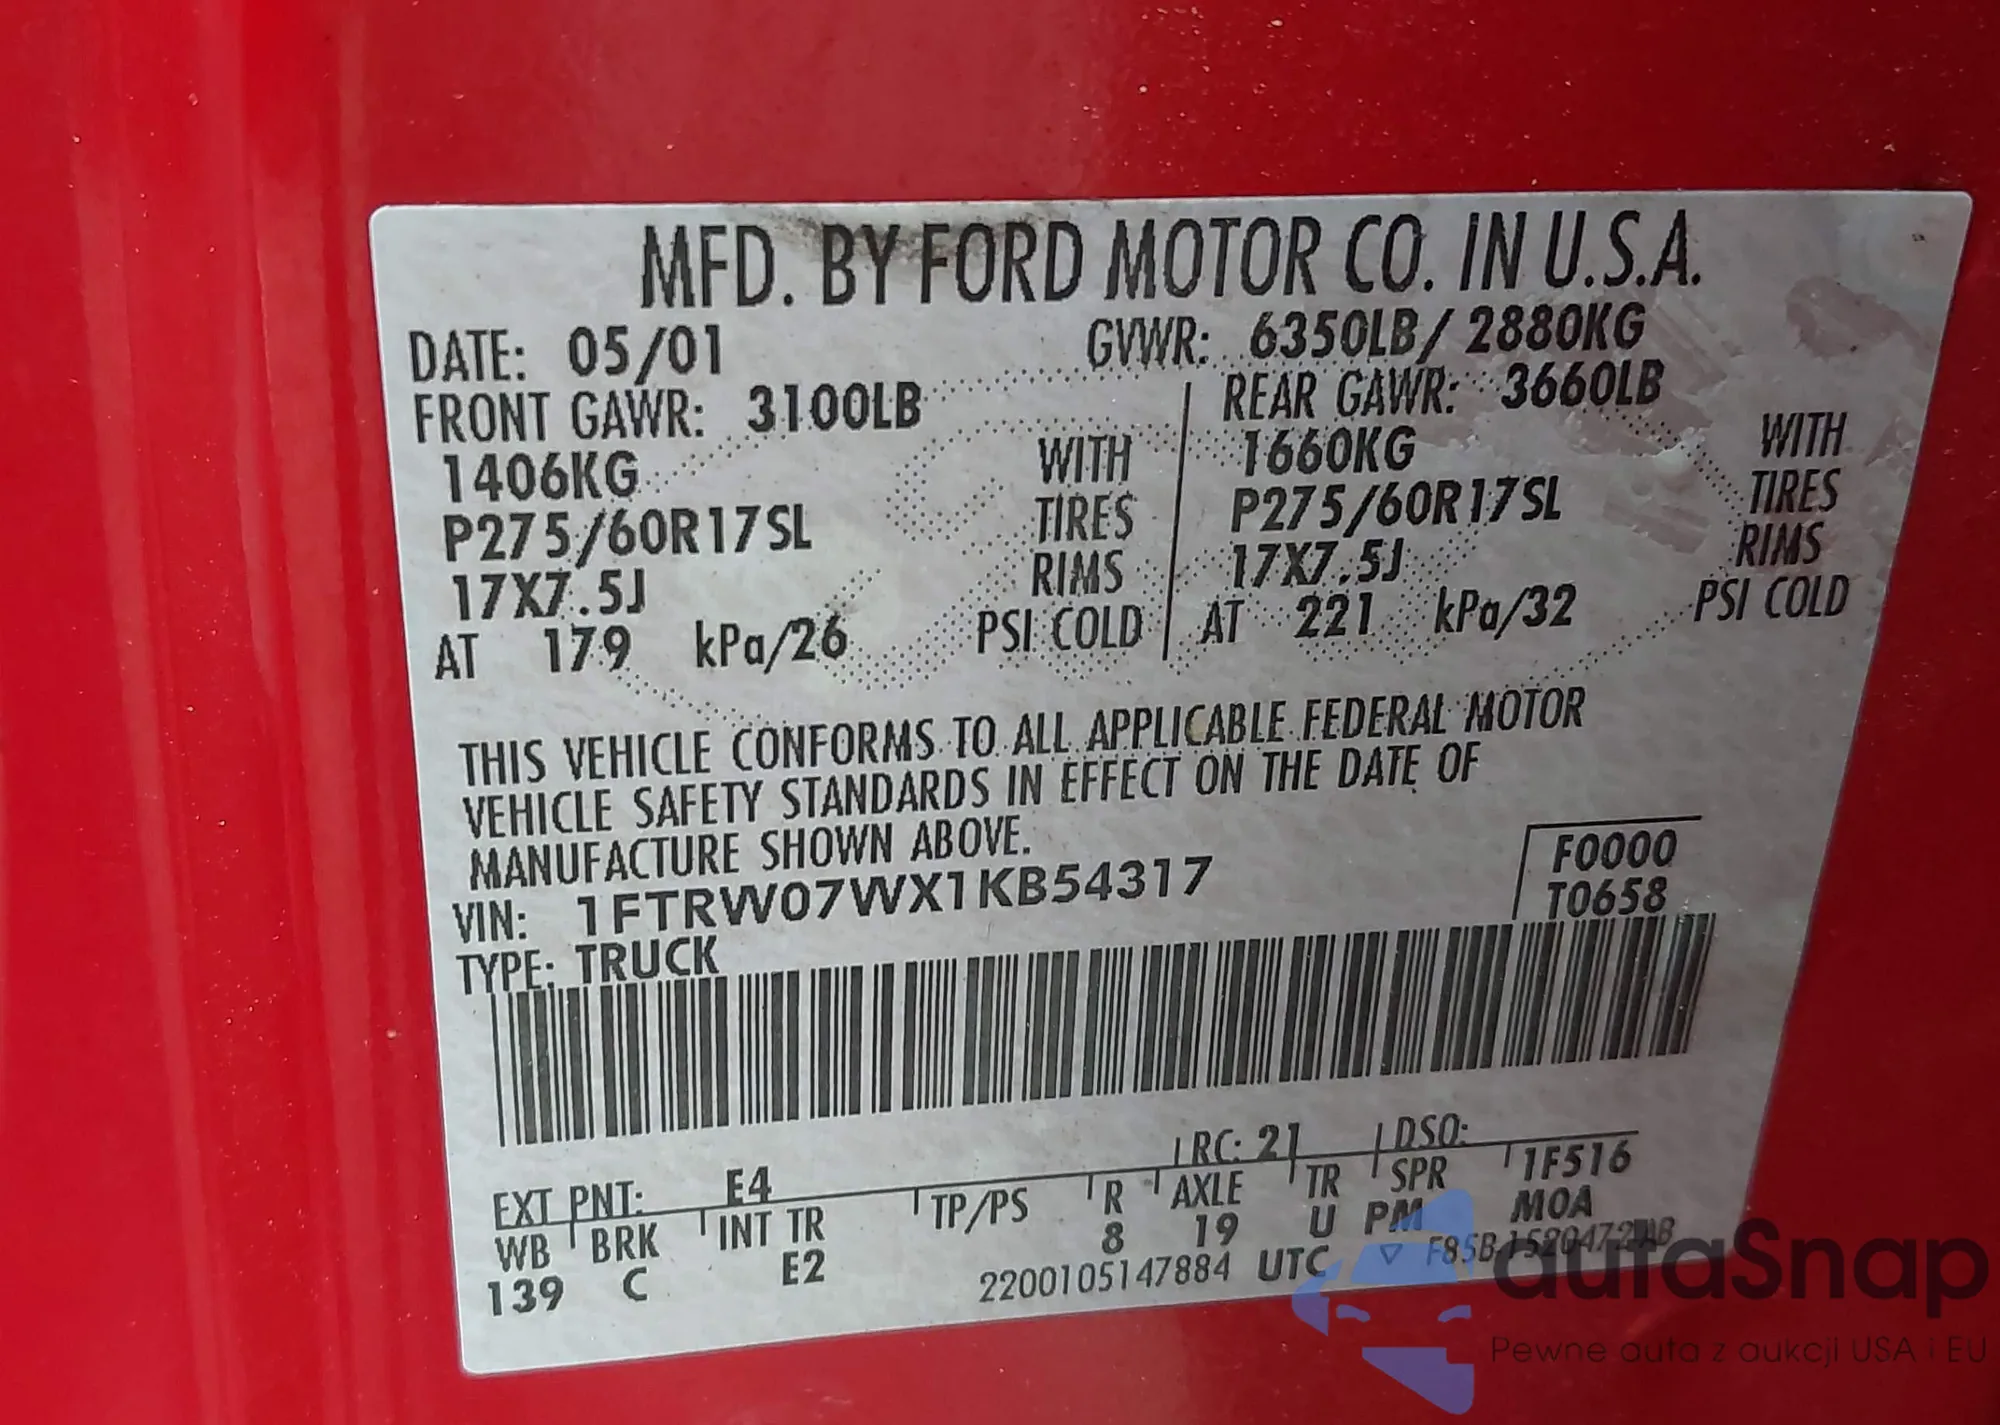 MFD. BY FORD MOTOR CO. IN U.S.A.
DATE: 05/01 GVWR: 6350LB/ 2880KG
FRONT GAWR: 3100LB REAR GAWR: 3660LB
1406KG WITH 1660KG WITH
P275/60R17SL TIRES P275/60R17SL TIRES
17X7.5J RIMS 17X7.5J RIMS
AT 179 kPa/26 PSI COLD AT 221 kPa/32 PSI COLD
THIS VEHICLE CONFORMS TO ALL APPLICABLE FEDERAL MOTOR
VEHICLE SAFETY STANDARDS IN EFFECT ON THE DATE OF
MANUFACTURE SHOWN ABOVE.
F0000
VIN: 1FTRW07WX1KB54317 T0658
TYPE: TRUCK
EXT PNT: E4 RC: 21 DSO:
WB BRK INT TR TP/PS R AXLE TR SPR 1F516
139 C E2 8 19 U PM MOA
2200105147884 UTC
autaSnap
Pewne auta z aukcji USA i EU